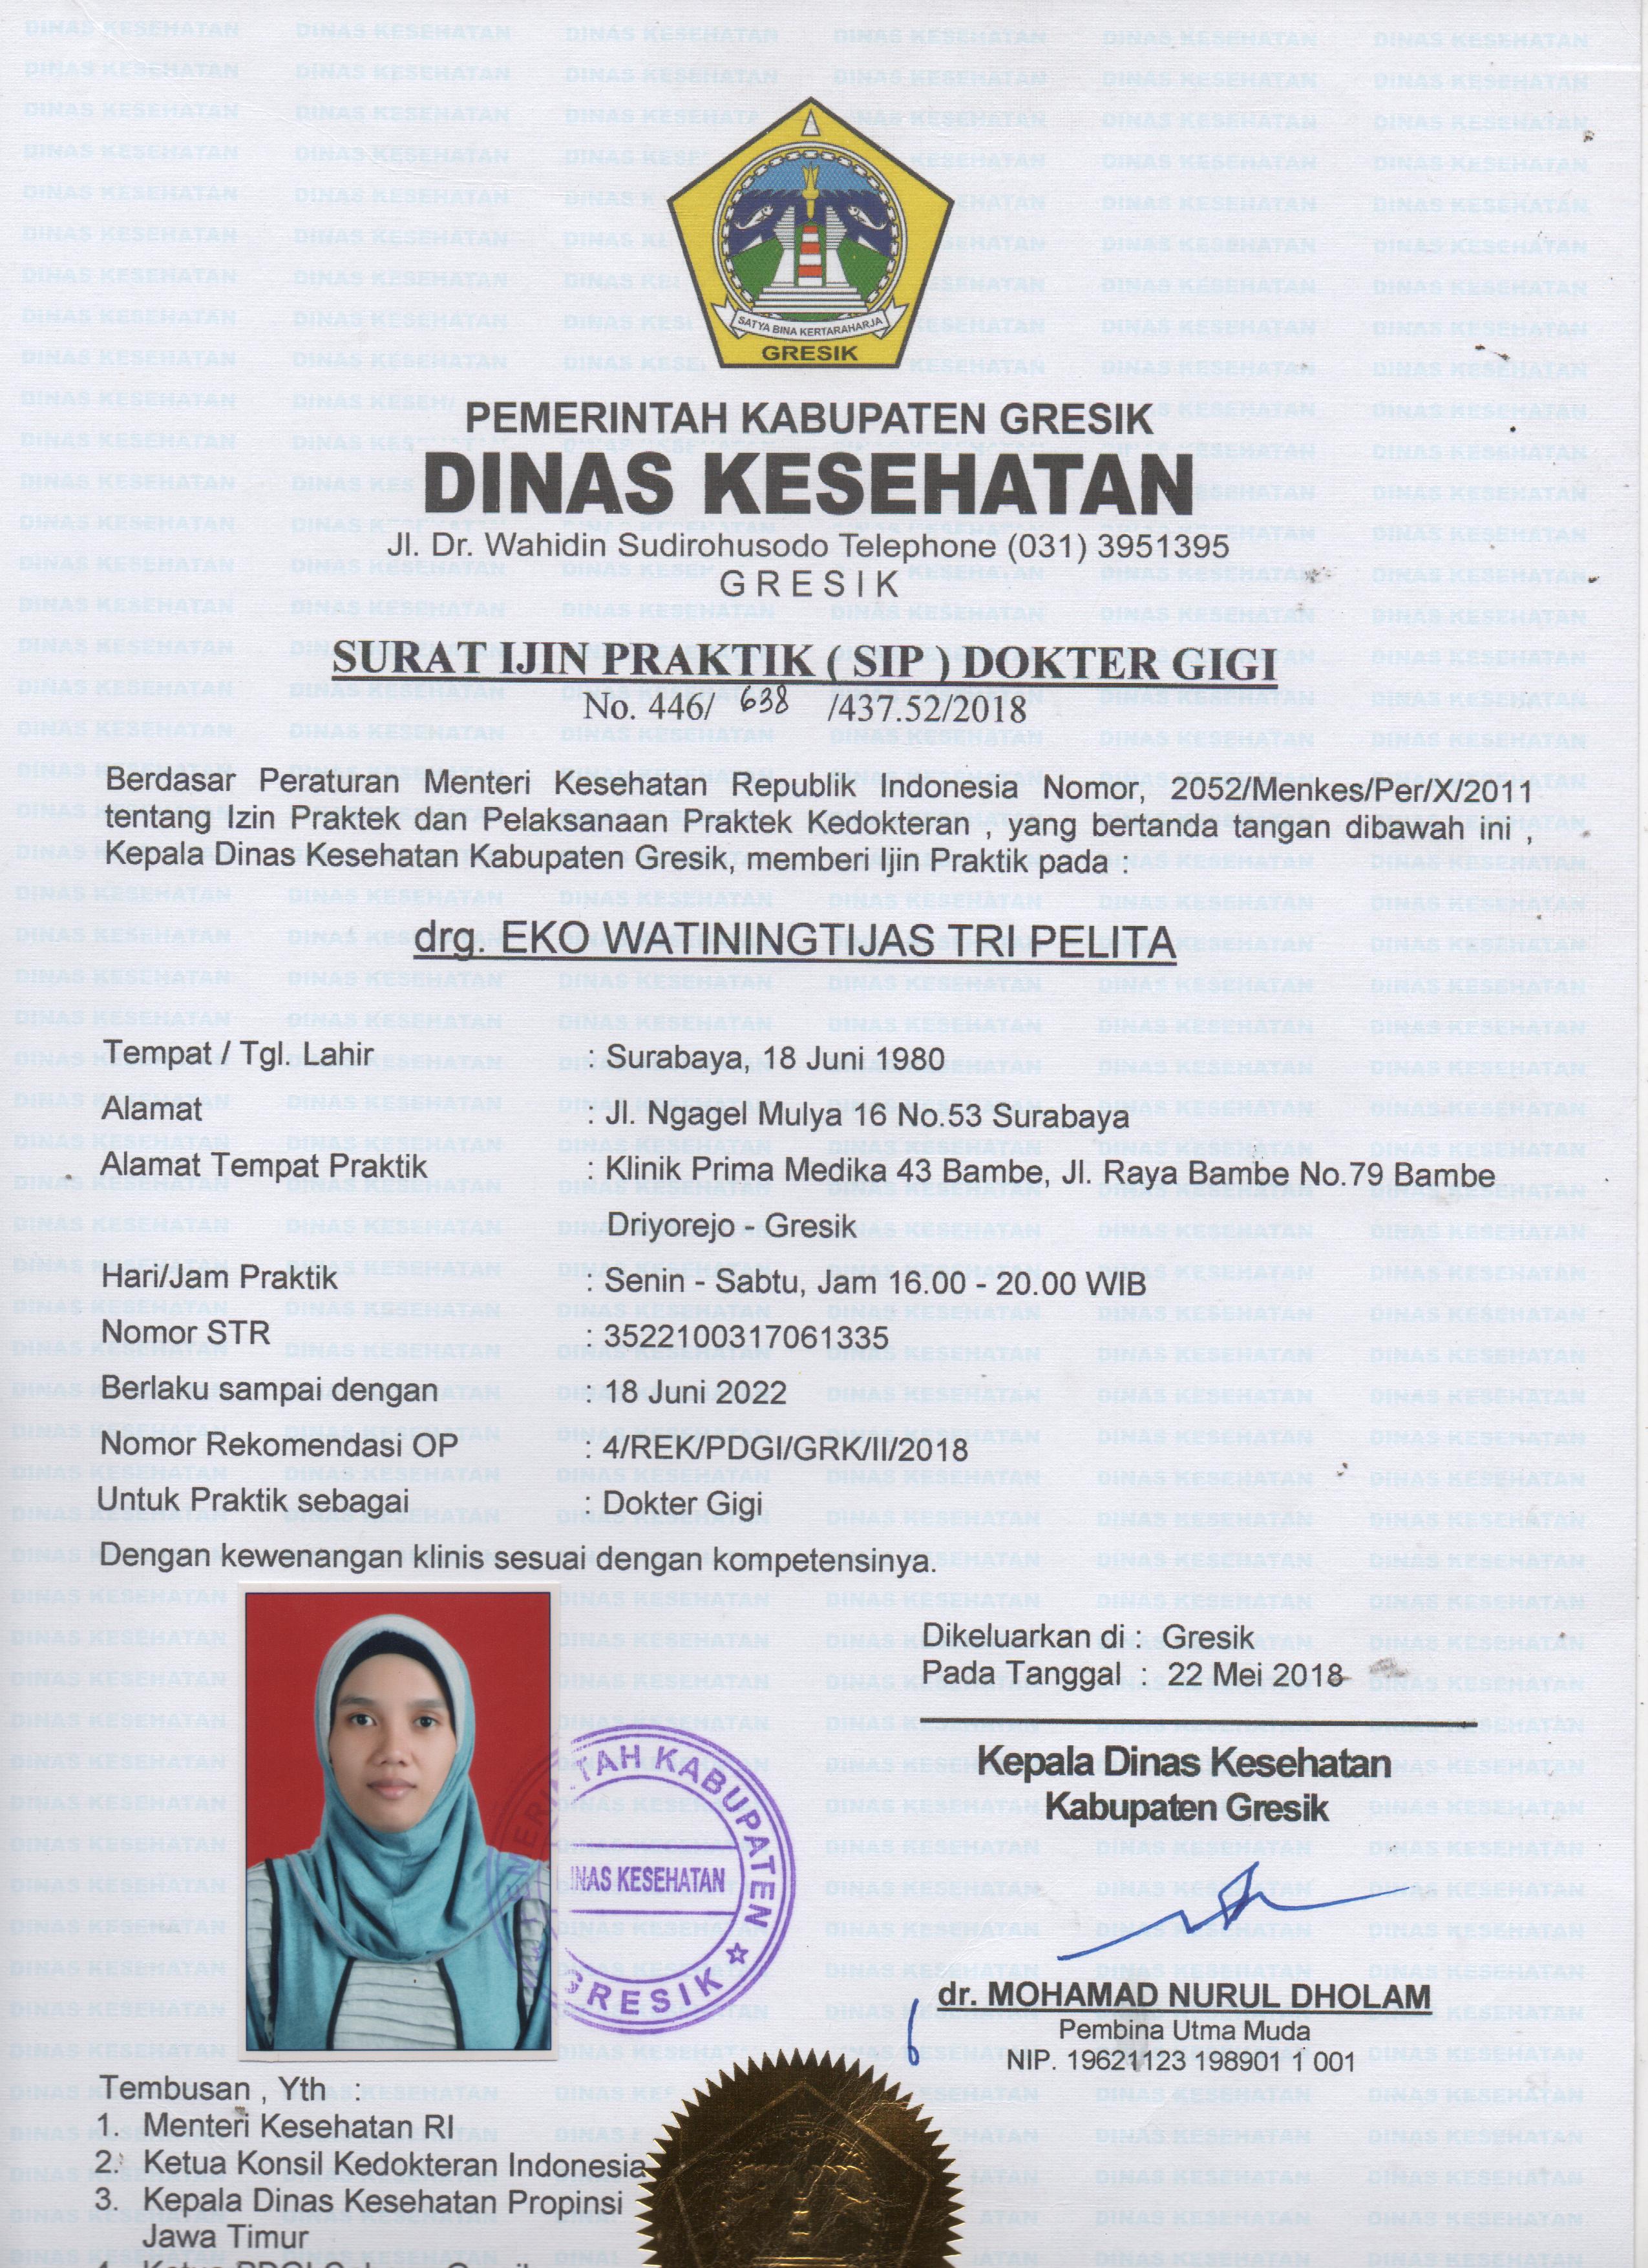 SATYA BINA KERTARAHARJA
GRESIK
PEMERINTAH KABUPATEN GRESIK
DINAS KESEHATAN
Jl. Dr. Wahidin Sudirohusodo Telephone (031) 3951395
G R E S I K
SURAT IJIN PRAKTIK ( SIP ) DOKTER GIGI
No. 446/ 638 /437.52/2018
Berdasar Peraturan Menteri Kesehatan Republik Indonesia Nomor, 2052/Menkes/Per/X/2011
tentang Izin Praktek dan Pelaksanaan Praktek Kedokteran , yang bertanda tangan dibawah ini ,
Kepala Dinas Kesehatan Kabupaten Gresik, memberi Ijin Praktik pada :
drg. EKO WATININGTIJAS TRI PELITA
Tempat / Tgl. Lahir : Surabaya, 18 Juni 1980
Alamat : Jl. Ngagel Mulya 16 No.53 Surabaya
Alamat Tempat Praktik : Klinik Prima Medika 43 Bambe, Jl. Raya Bambe No.79 Bambe
Driyorejo - Gresik
Hari/Jam Praktik : Senin - Sabtu, Jam 16.00 - 20.00 WIB
Nomor STR : 3522100317061335
Berlaku sampai dengan : 18 Juni 2022
Nomor Rekomendasi OP : 4/REK/PDGI/GRK/II/2018
Untuk Praktik sebagai : Dokter Gigi
Dengan kewenangan klinis sesuai dengan kompetensinya.
Dikeluarkan di : Gresik
Pada Tanggal : 22 Mei 2018
Kepala Dinas Kesehatan
Kabupaten Gresik
KABUPATEN
KESEHATAN
GRESIK
dr. MOHAMAD NURUL DHOLAM
Pembina Utma Muda
NIP. 19621123 198901 1 001
Tembusan , Yth :
1. Menteri Kesehatan RI
2. Ketua Konsil Kedokteran Indonesia
3. Kepala Dinas Kesehatan Propinsi
Jawa Timur